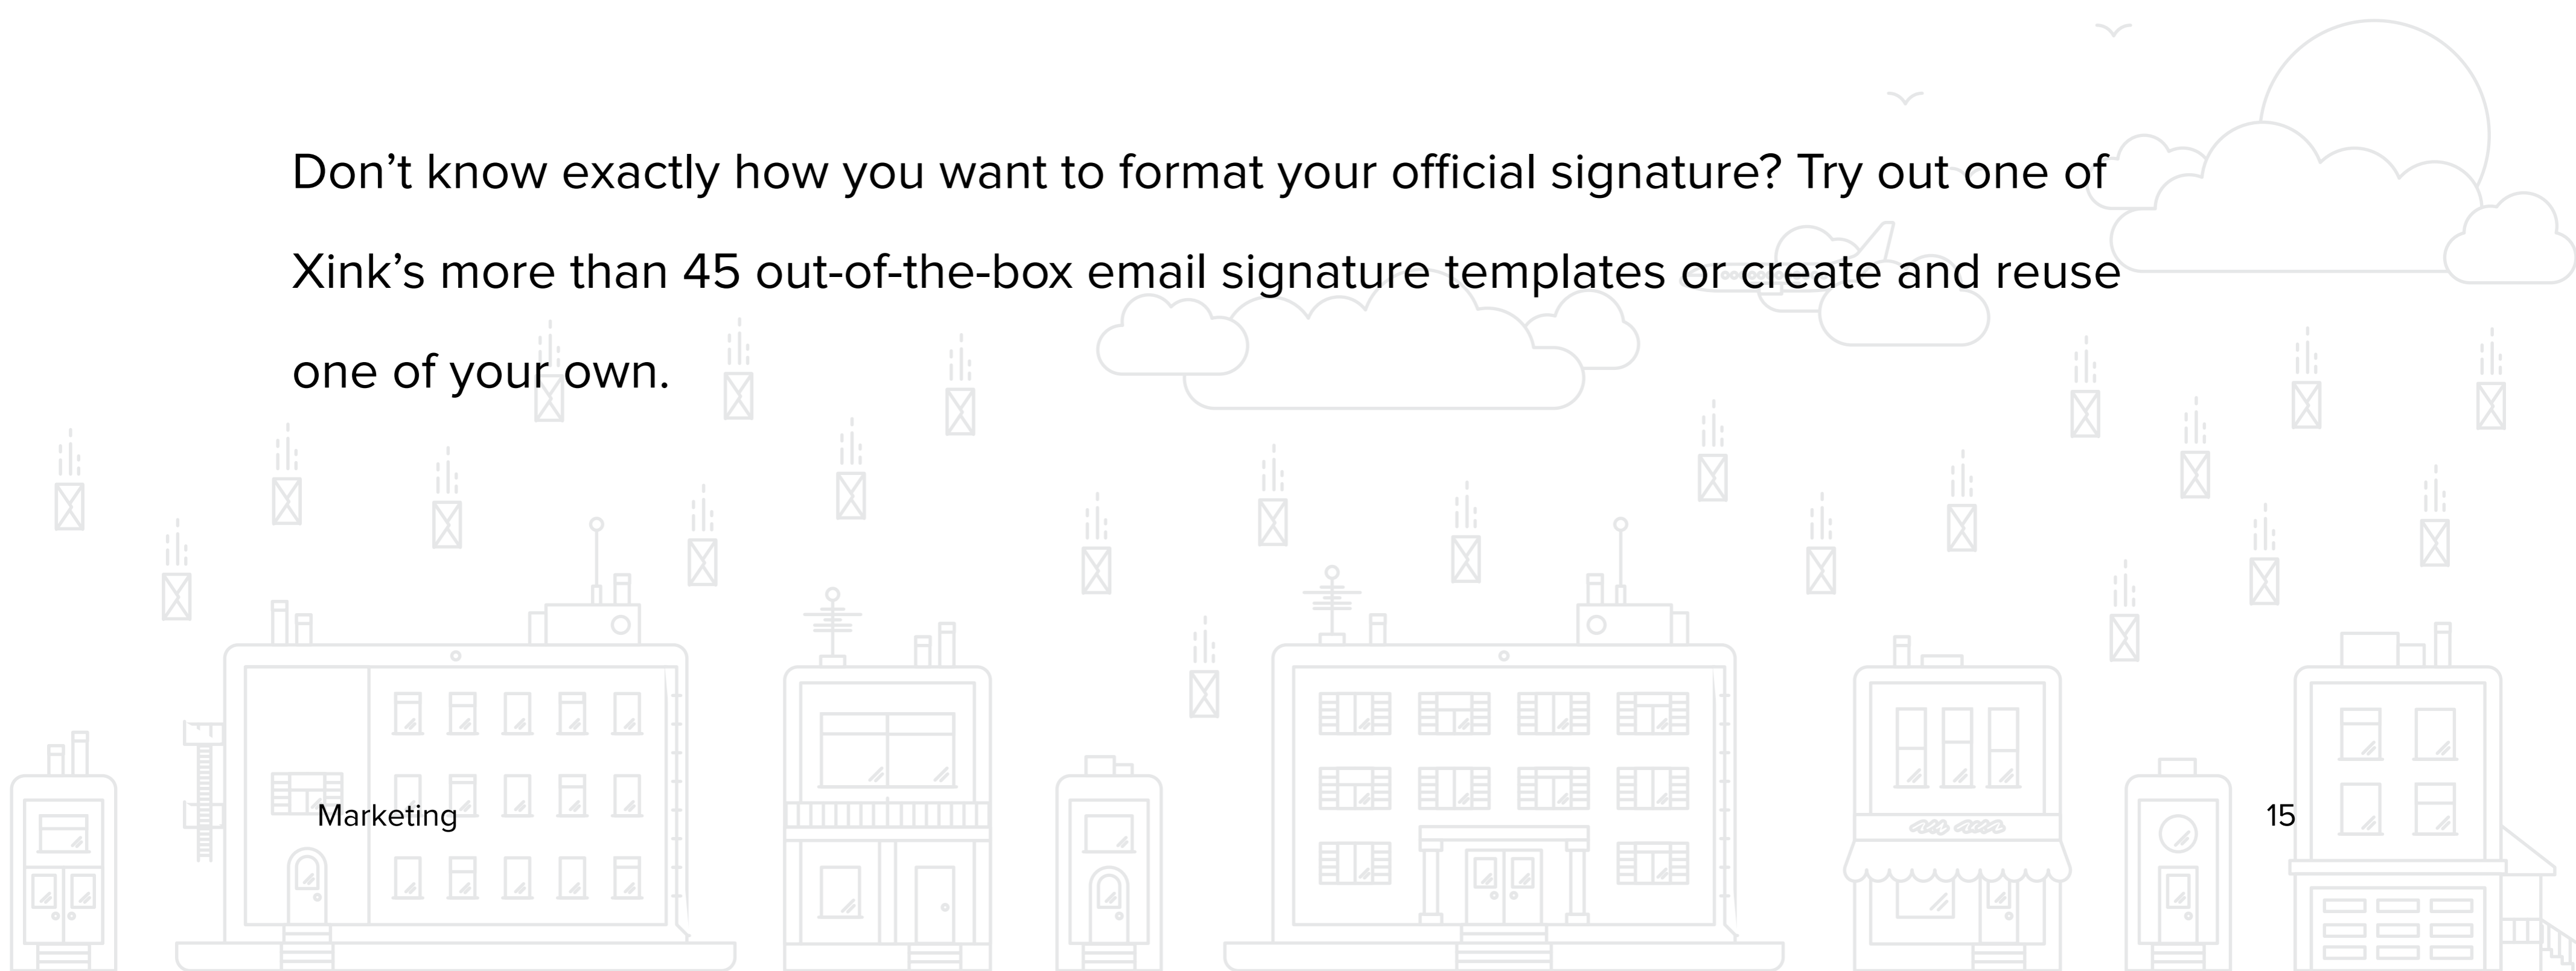 Don’t know exactly how you want to format your official signature? Try out one of
Xink’s more than 45 out-of-the-box email signature templates or create and reuse
one of your own.
Marketing
15